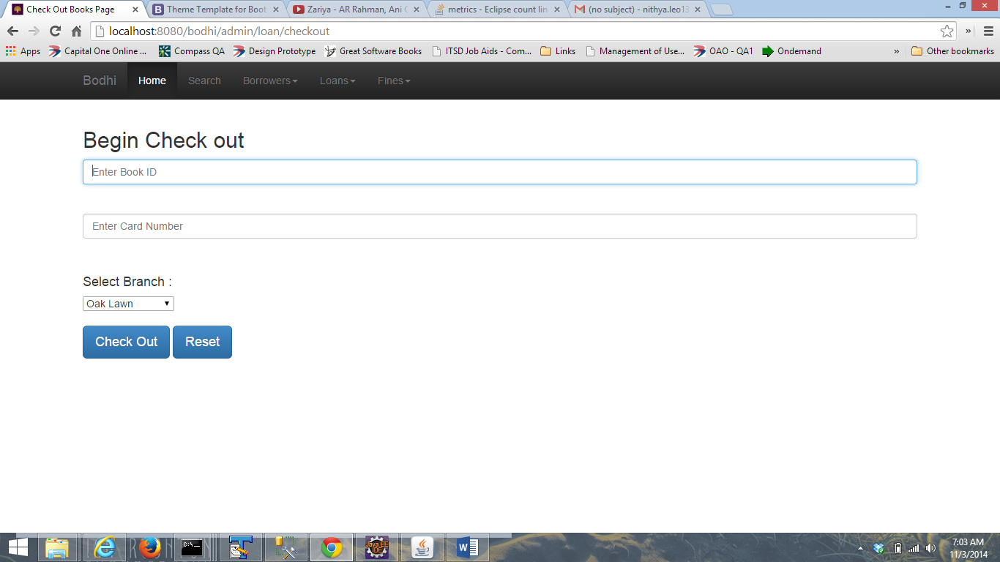 Check Out Books Page
Theme Template for Boot
Zariya - AR Rahman, Ani
metrics - Eclipse count lin
(no subject) - nithya.leo13
localhost:8080/bodhi/admin/loan/checkout
Apps
Capital One Online ...
Compass QA
Design Prototype
Great Software Books
ITSD Job Aids - Com...
Links
Management of Use...
OAO - QA1
Ondemand
»
Other bookmarks
Bodhi
Home
Search
Borrowers
Loans
Fines
Begin Check out
Enter Book ID
Enter Card Number
Select Branch :
Oak Lawn
Check Out
Reset
Java EE
IDE
7:03 AM
11/3/2014